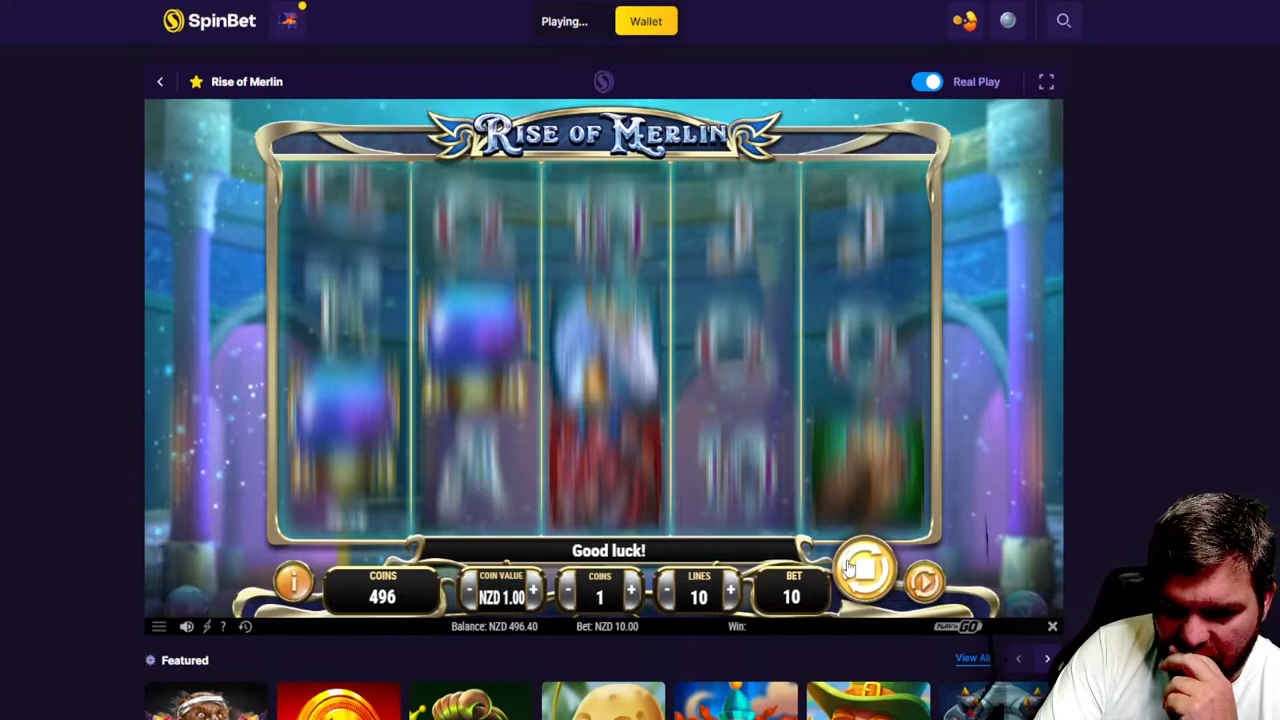 SpinBet
Playing...
Wallet
Rise of Merlin
Real Play
RISE OF MERLIN
Good luck!
COINS
496
COIN VALUE
- NZD 1.00 +
COINS
- 1 +
LINES
- 10 +
BET
10
i
?
Balance: NZD 496.40
Bet: NZD 10.00
Win:
PLAY'n GO
Featured
View All